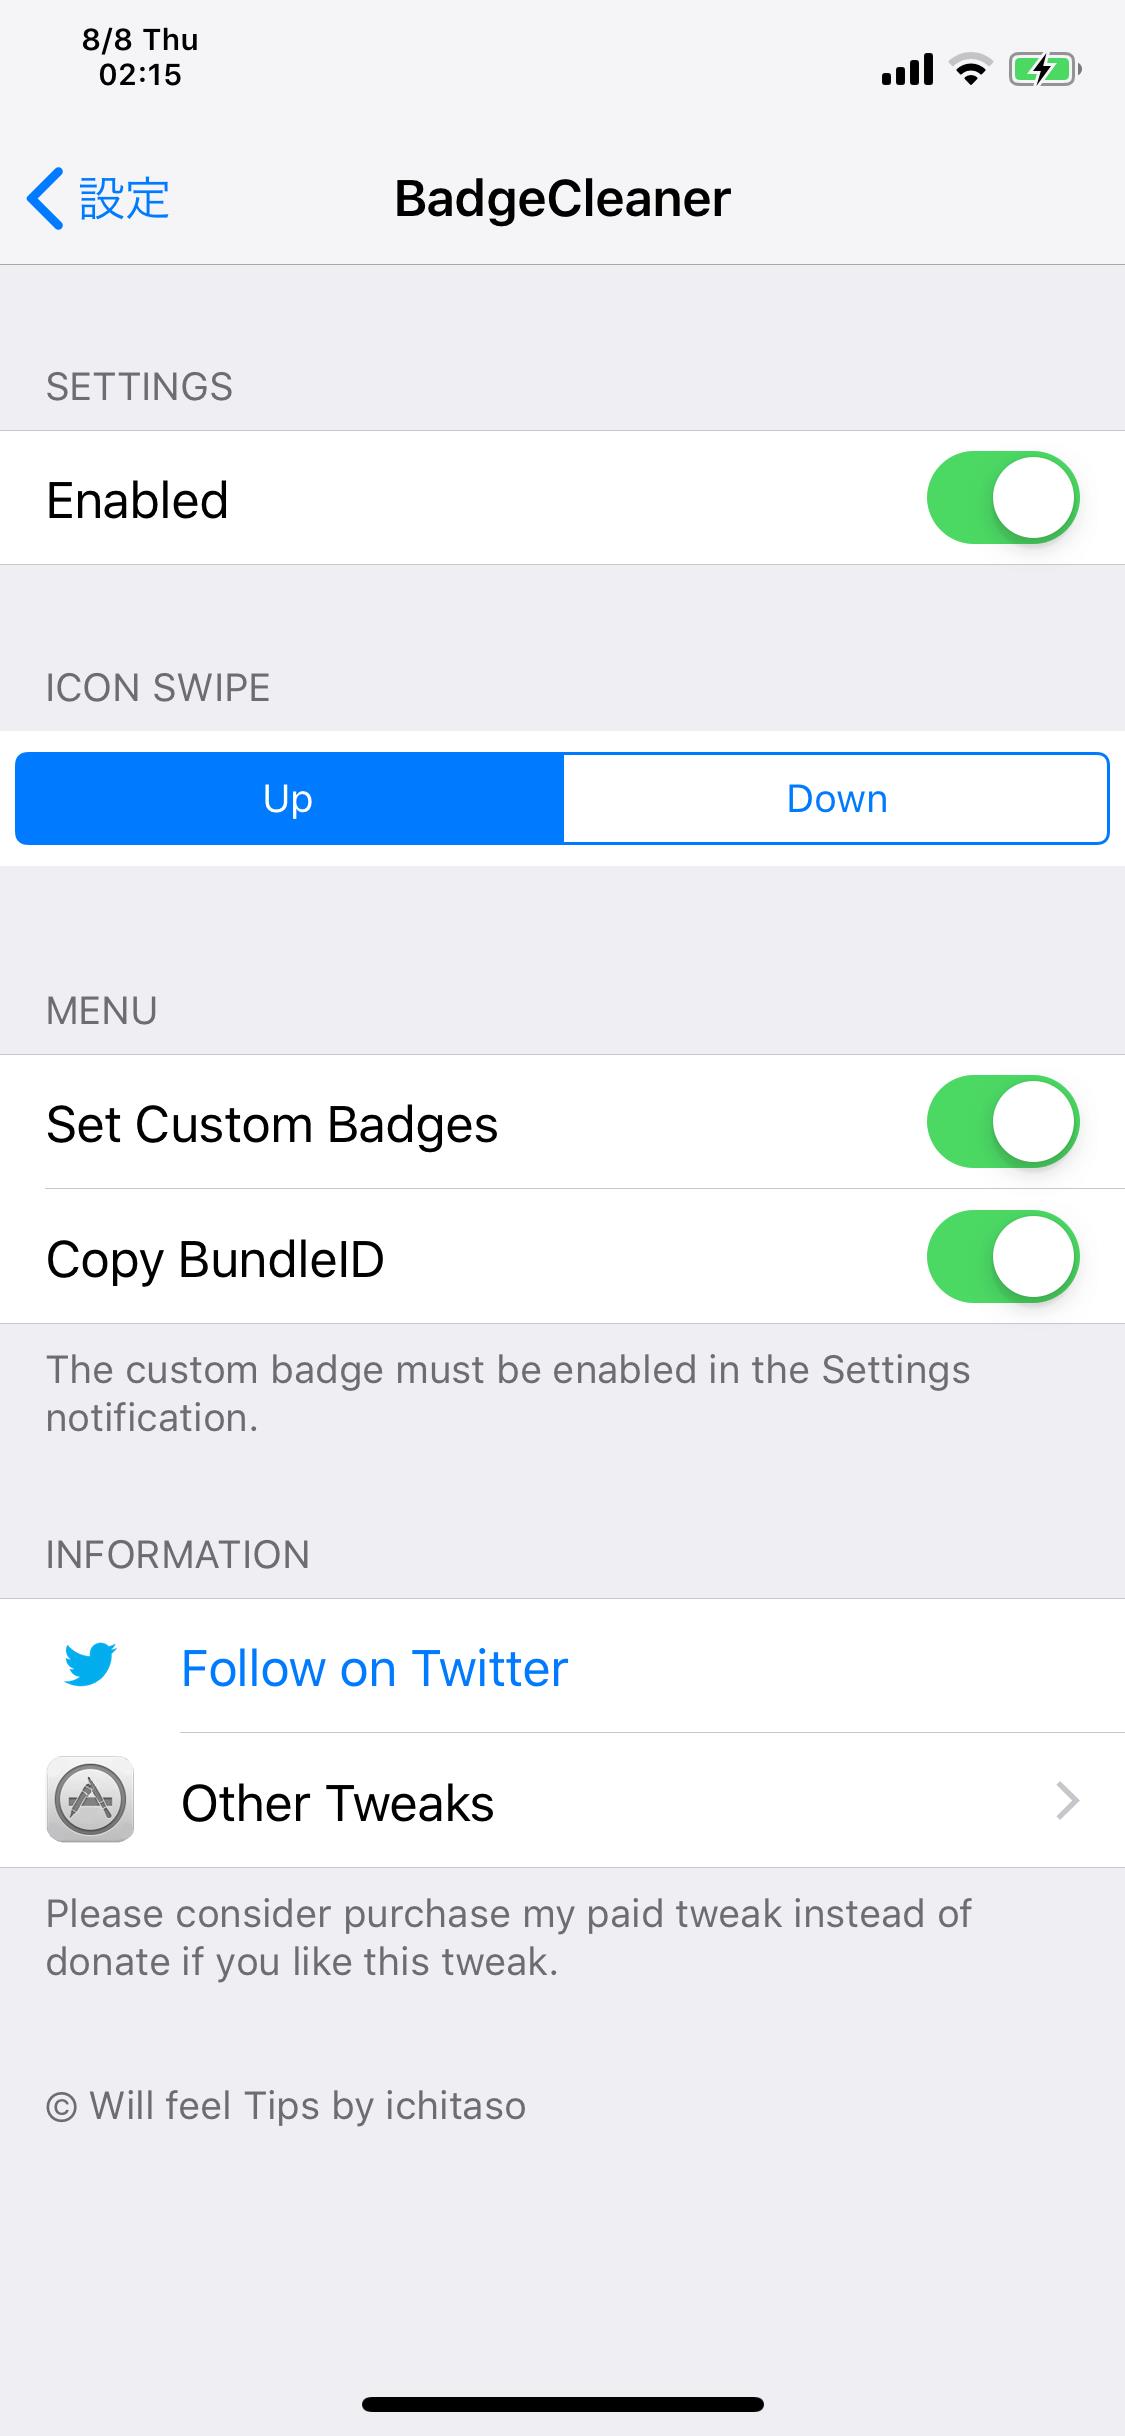 8/8 Thu
02:15
設定
BadgeCleaner
SETTINGS
Enabled
ICON SWIPE
Up
Down
MENU
Set Custom Badges
Copy BundleID
The custom badge must be enabled in the Settings
notification.
INFORMATION
Follow on Twitter
Other Tweaks
Please consider purchase my paid tweak instead of
donate if you like this tweak.
© Will feel Tips by ichitaso